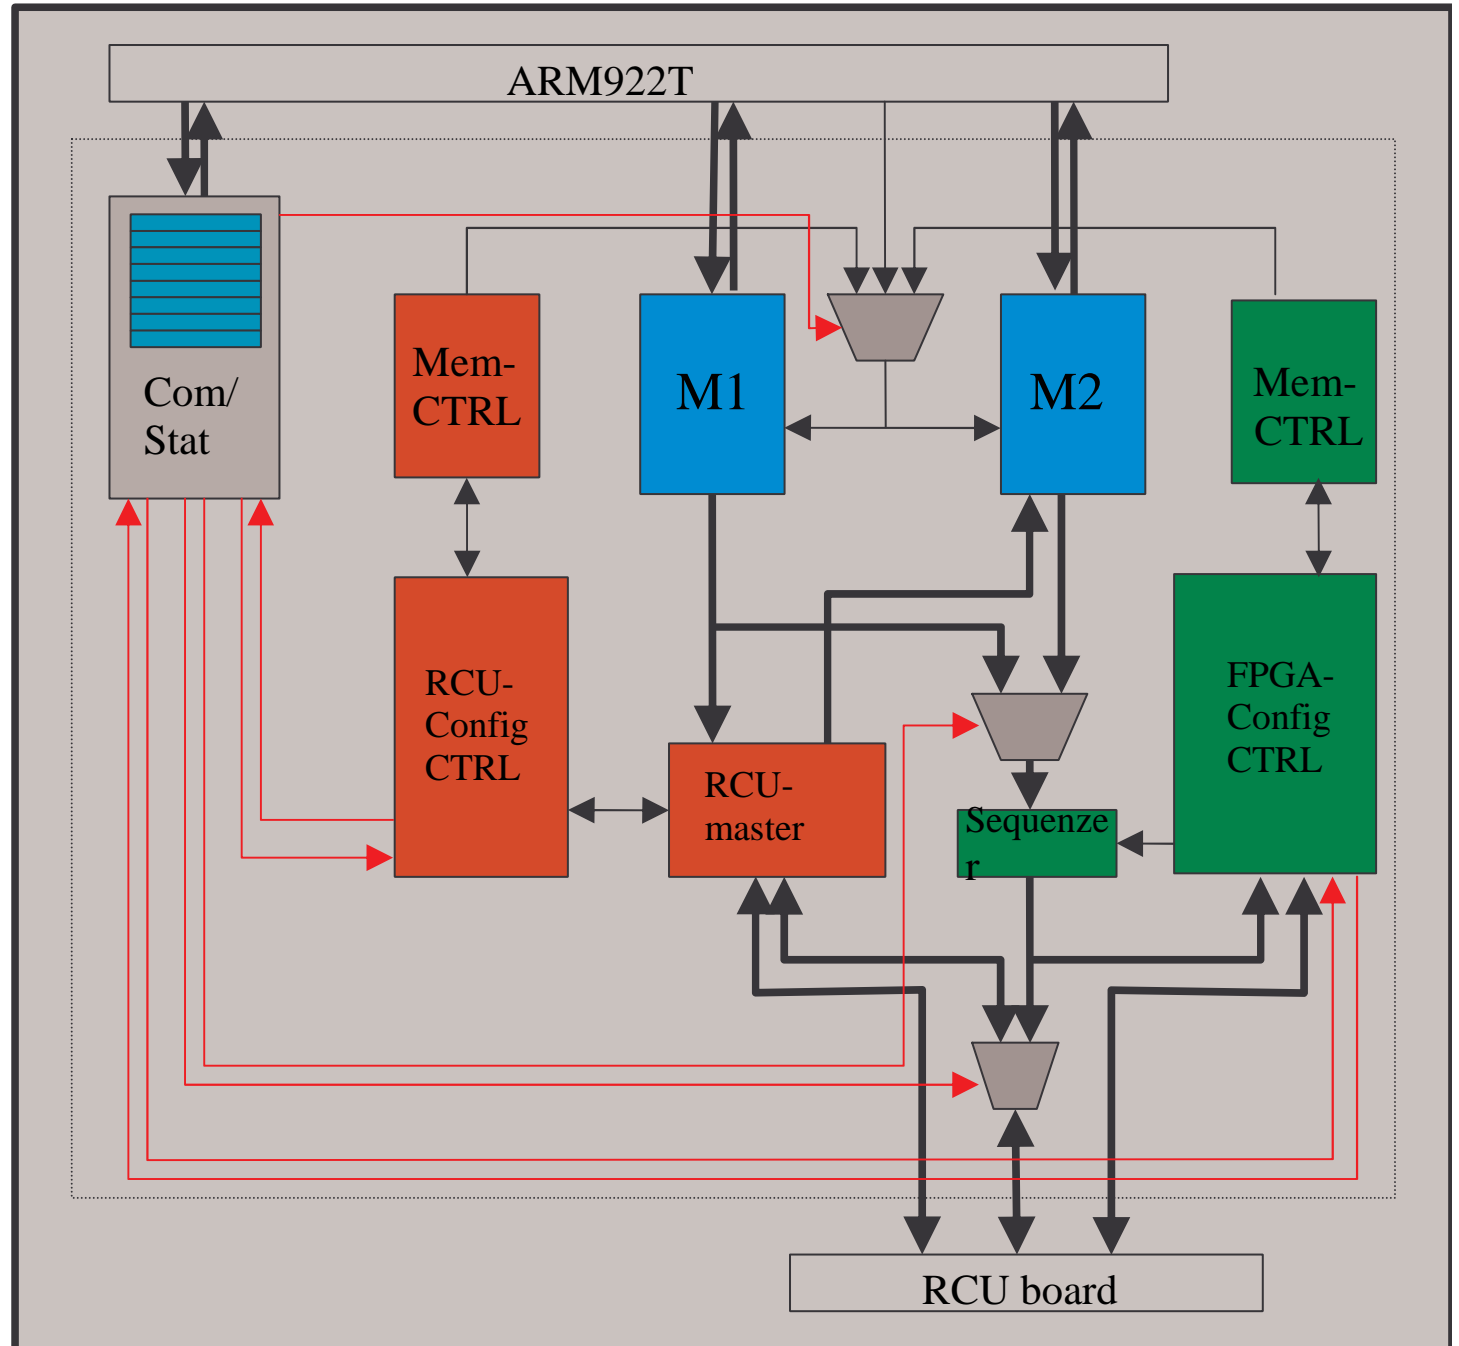 ARM922T
Com/
Stat
Mem-
CTRL
M1
M2
Mem-
CTRL
RCU-
Config
CTRL
RCU-
master
Sequenze
r
FPGA-
Config
CTRL
RCU board